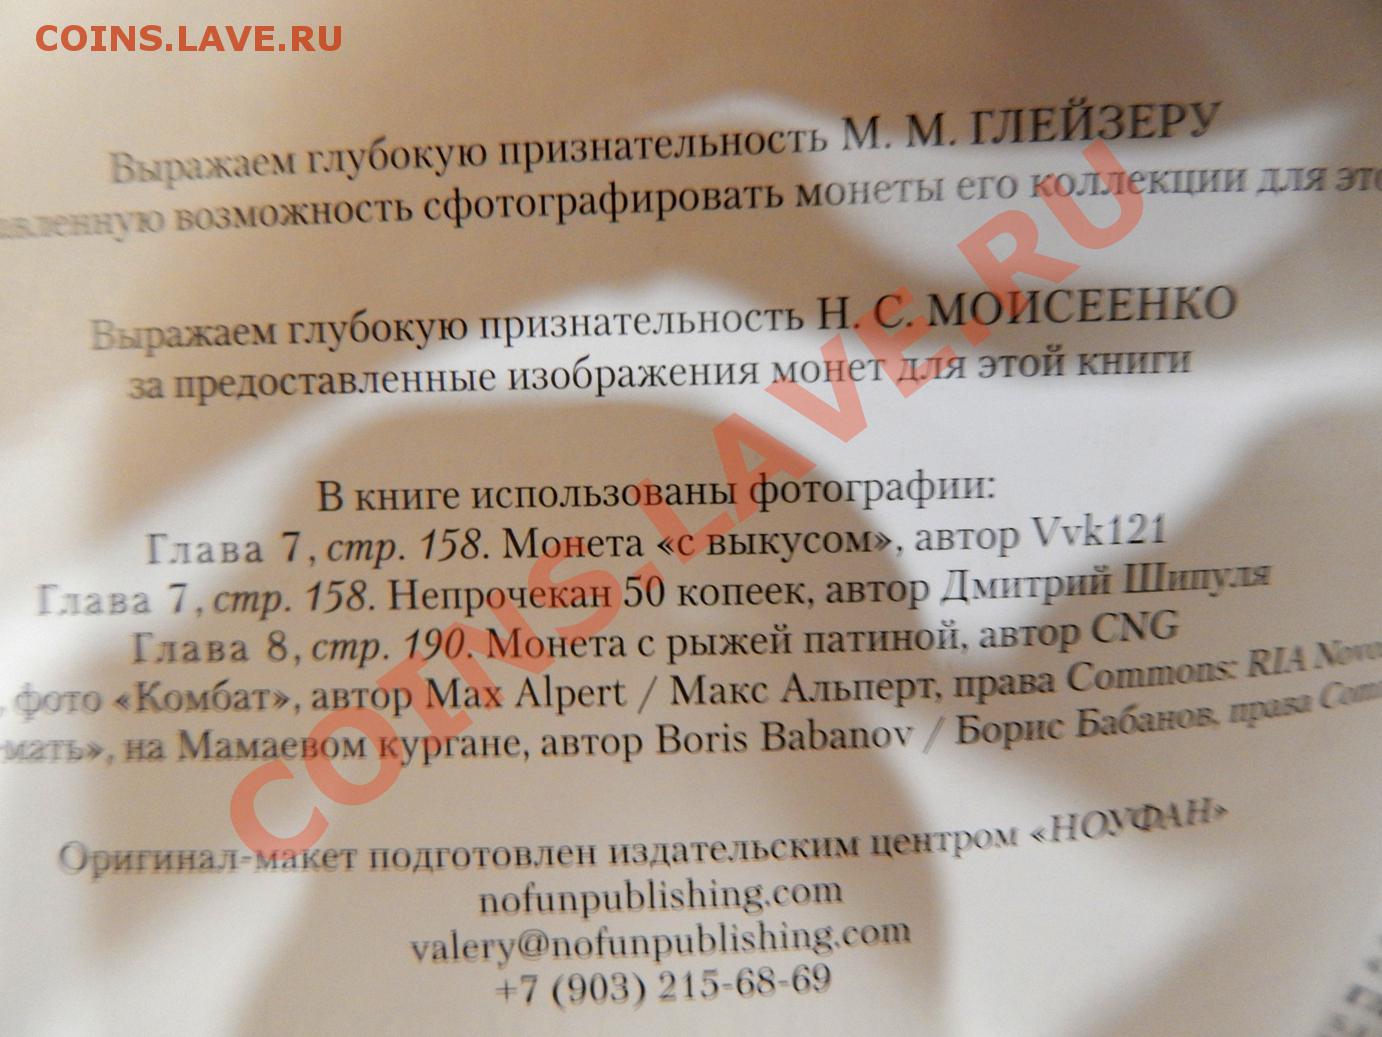 COINS.LAVE.RU
Выражаем глубокую признательность М. М. ГЛЕЙЗЕРУ
возможность сфотографировать монеты его коллекции для
Выражаем глубокую признательность Н. С. МОИСЕЕНКО
за предоставленные изображения монет для этой книги
В книге использованы фотографии:
Глава 7, стр. 158. Монета «с выкусом», автор Vvk121
Глава 7, стр. 158. Непрочекан 50 копеек, автор Дмитрий Шипуля
Глава 8, стр. 190. Монета с рыжей патиной, автор CNG
, фото «Комбат», автор Max Alpert / Макс Альперт, права Commons: RIA
мать», на Мамаевом кургане, автор Boris Babanov / Борис Бабанов, права
Оригинал-макет подготовлен издательским центром «НОУФАН»
nofunpublishing.com
valery@nofunpublishing.com
+7 (903) 215-68-69
COINS.LAVE.RU